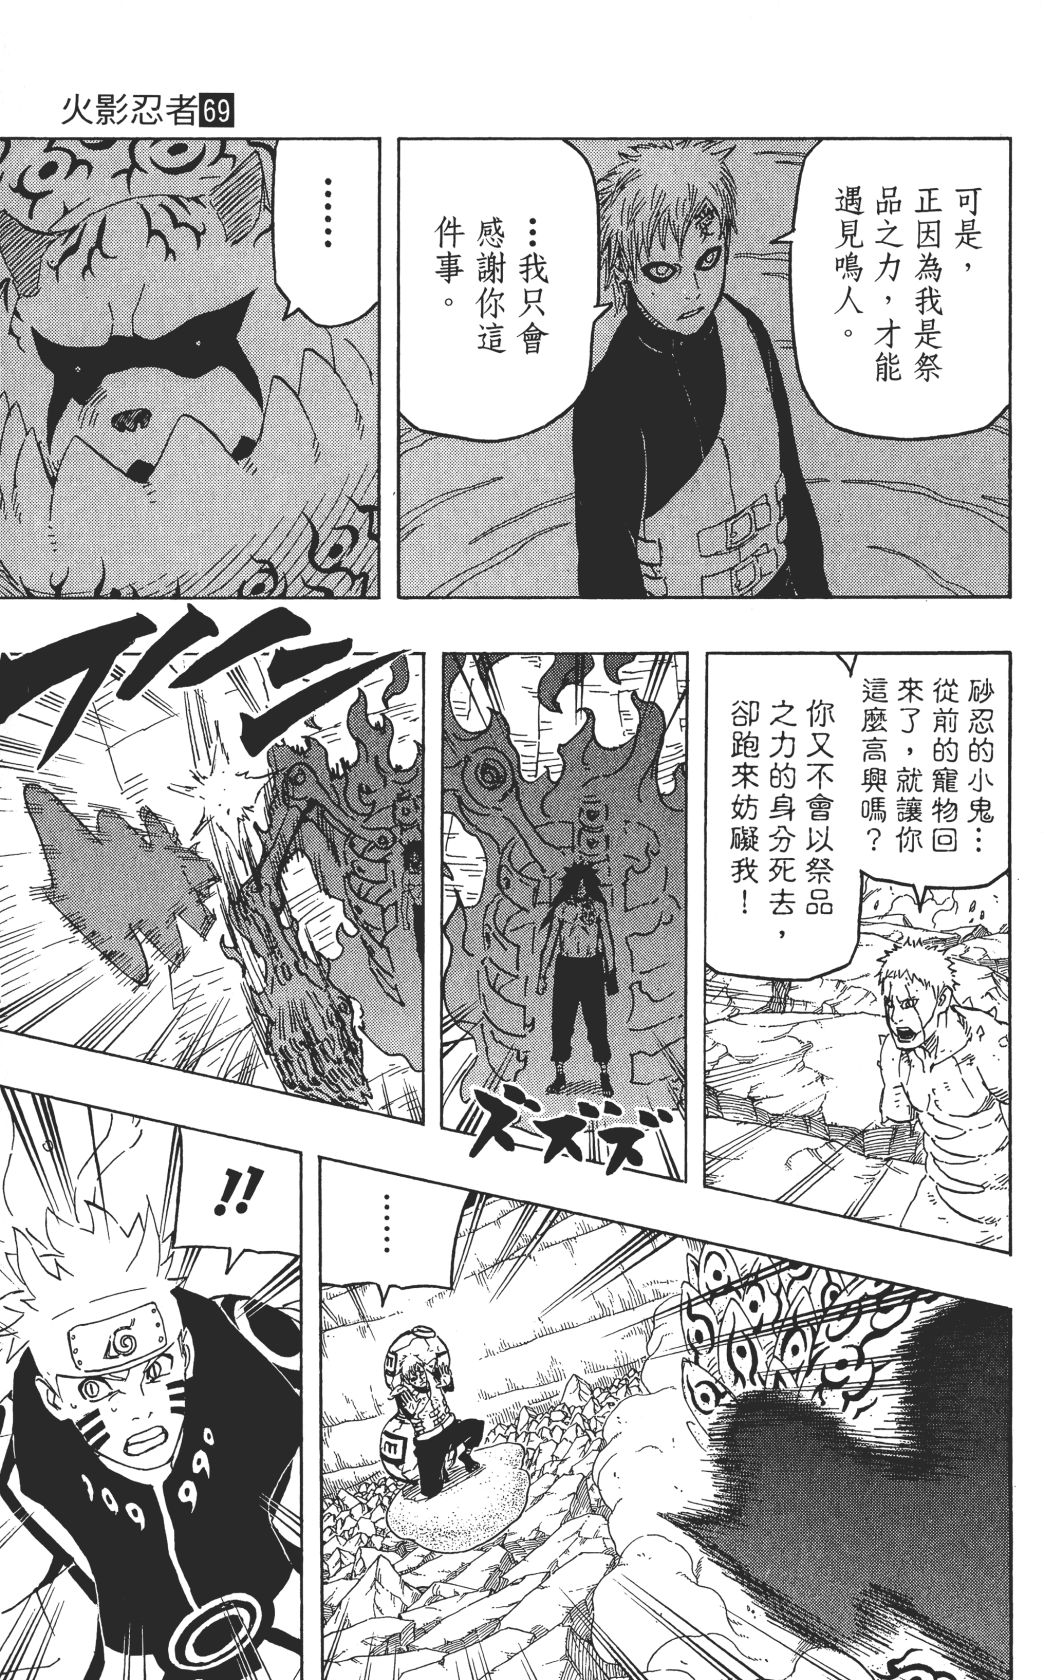 火影忍者69
可是，
正因為我是祭
品之力，才能
遇見鳴人。
…我只會
感謝你這
件事。
……
砂忍的小鬼…
從前的寵物回
來了，就讓你
這麼高興嗎？
你又不會以祭品
之力的身分死去，
卻跑來妨礙我！
ズズズ
ブン
……
!!